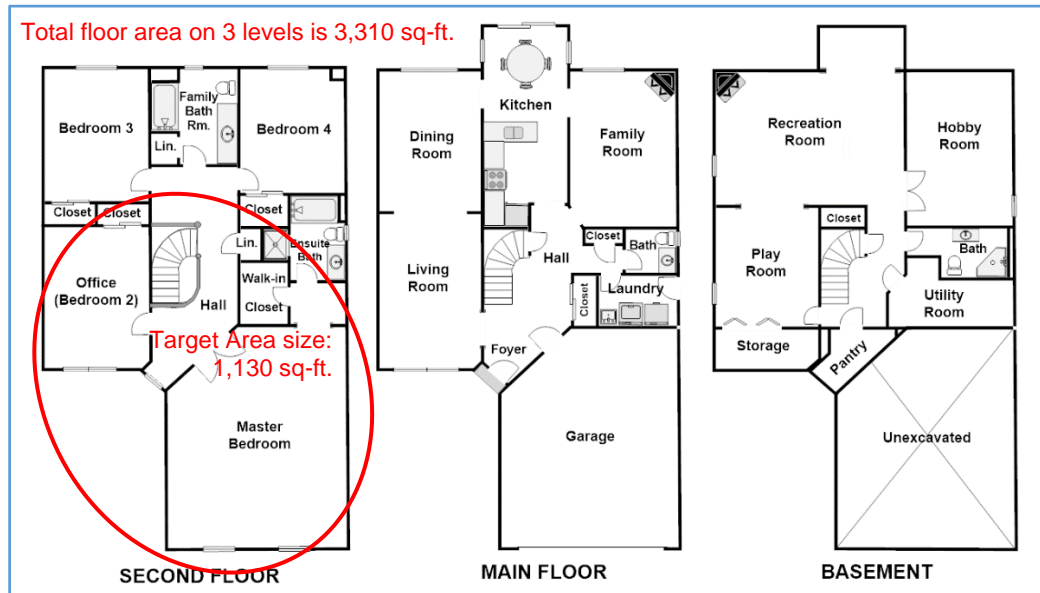 Total floor area on 3 levels is 3,310 sq-ft.
Bedroom 3
Family
Bath
Rm.
Bedroom 4
Lin.
Closet
Closet
Closet
Lin.
Ensuite
Bath
Office
(Bedroom 2)
Walk-in
Closet
Hall
Target Area size:
1,130 sq-ft.
Master
Bedroom
SECOND FLOOR
Kitchen
Dining
Room
Family
Room
Closet
Bath
Hall
Living
Room
Laundry
Closet
Foyer
Garage
MAIN FLOOR
Recreation
Room
Hobby
Room
Closet
Bath
Play
Room
Utility
Room
Storage
Pantry
Unexcavated
BASEMENT